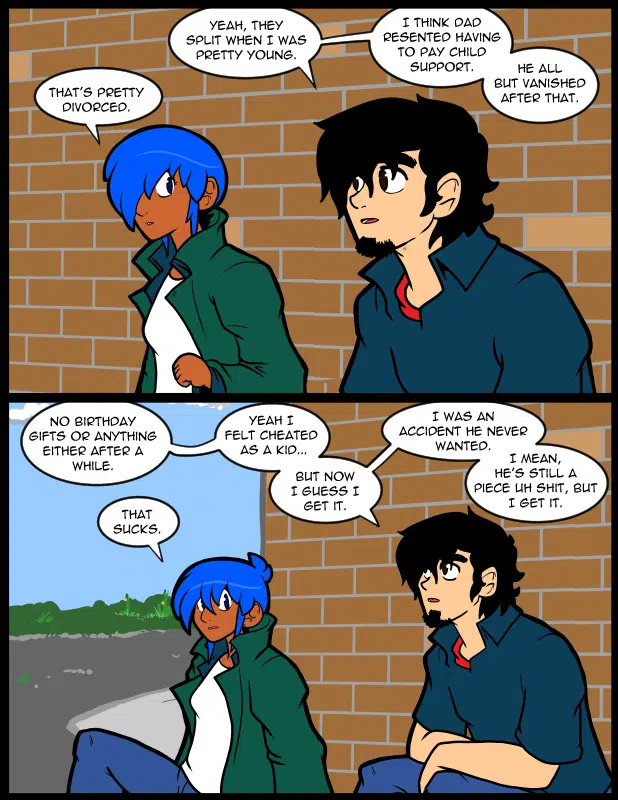 THAT'S PRETTY
DIVORCED.
YEAH, THEY
SPLIT WHEN I WAS
PRETTY YOUNG.
I THINK DAD
RESENTED HAVING
TO PAY CHILD
SUPPORT.
HE ALL
BUT VANISHED
AFTER THAT.
NO BIRTHDAY
GIFTS OR ANYTHING
EITHER AFTER A
WHILE.
THAT
SUCKS.
YEAH I
FELT CHEATED
AS A KID...
BUT NOW
I GUESS I
GET IT.
I WAS AN
ACCIDENT HE NEVER
WANTED.
I MEAN,
HE'S STILL A
PIECE UH SHIT, BUT
I GET IT.